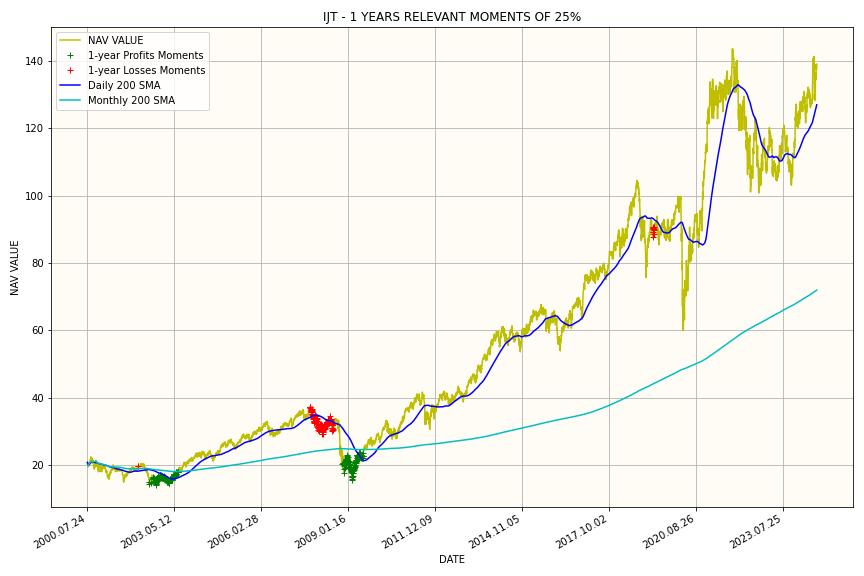 IJT - 1 YEARS RELEVANT MOMENTS OF 25%
NAV VALUE
1-year Profits Moments
1-year Losses Moments
Daily 200 SMA
Monthly 200 SMA
140
120
100
80
60
40
20
NAV VALUE
2000.07.24
2003.05.12
2006.02.28
2009.01.16
2011.12.09
2014.11.05
2017.10.02
2020.08.26
2023.07.25
DATE